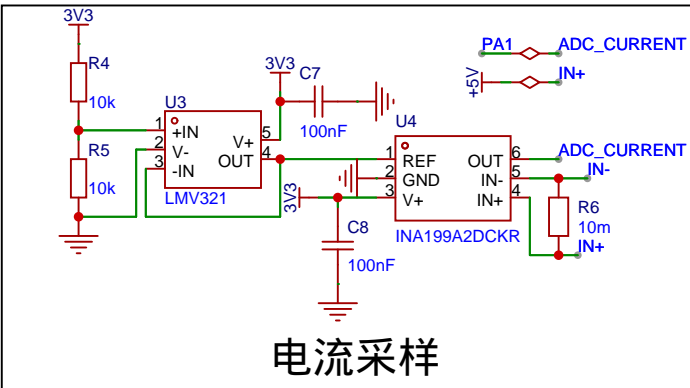 3V3
R4
10k
R5
10k
U3
1 +IN
2 V-
3 -IN
V+ 5
OUT 4
LMV321
3V3
C7
100nF
3V3
C8
100nF
U4
1 REF
2 GND
3 V+
OUT 6
IN- 5
IN+ 4
INA199A2DCKR
PA1
ADC_CURRENT
+5V
IN+
ADC_CURRENT
IN-
R6
10m
IN+
电流采样